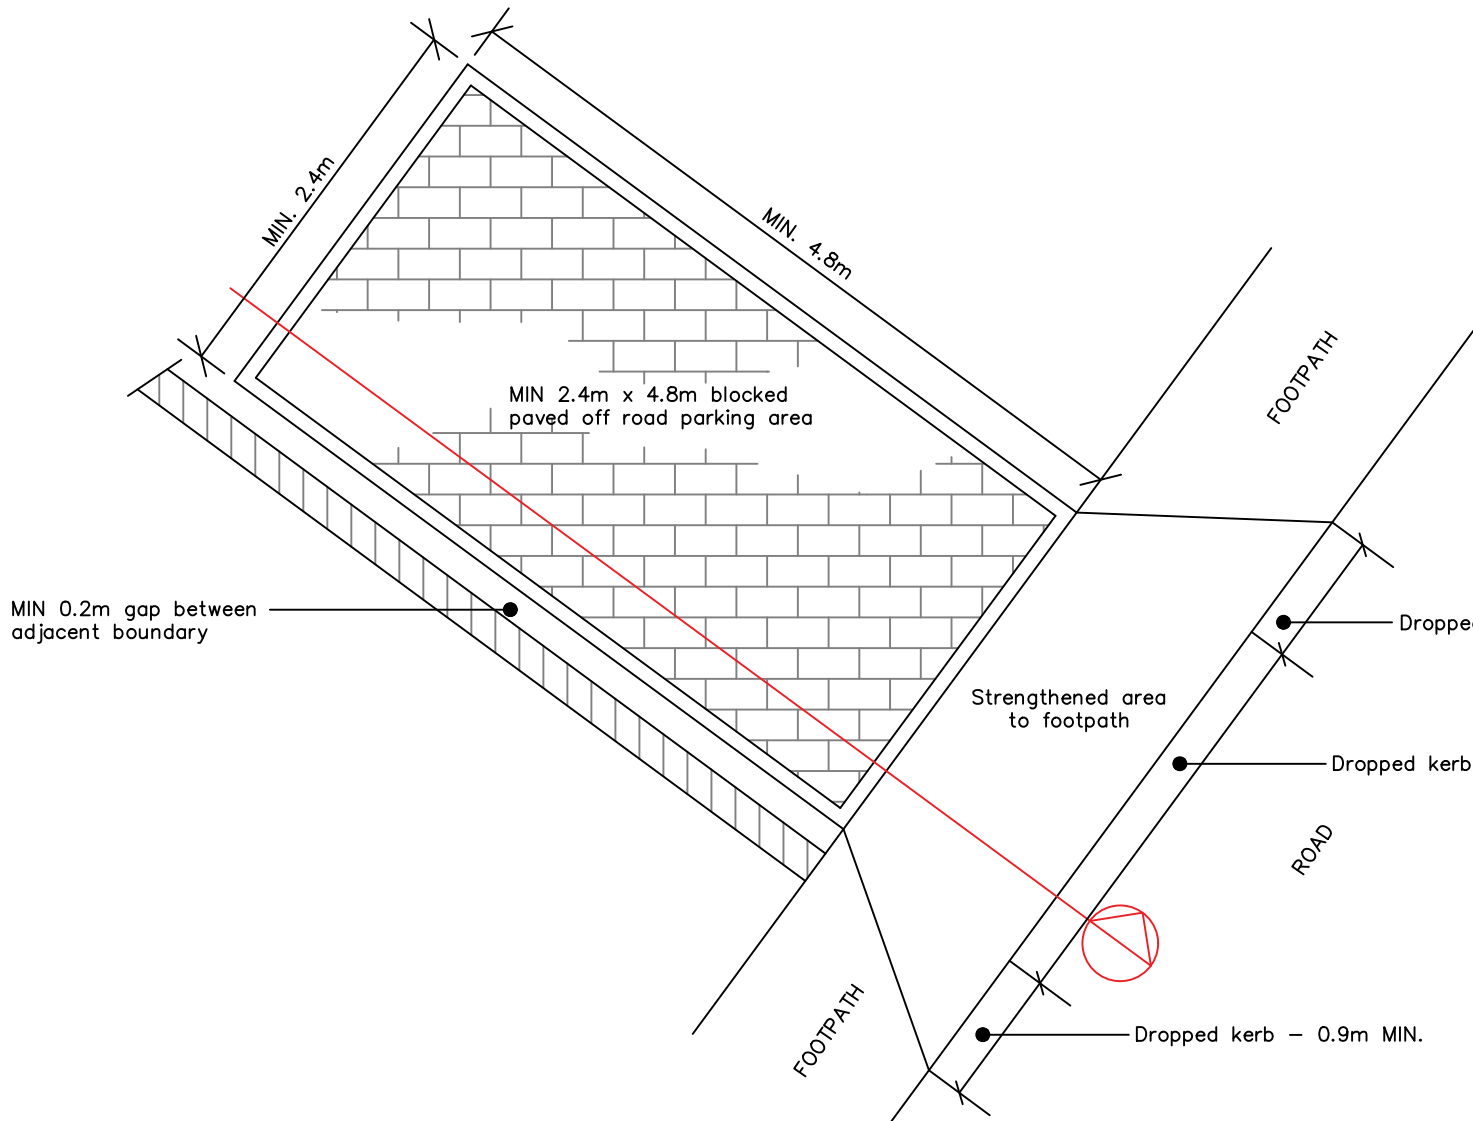 MIN. 2.4m
MIN. 4.8m
FOOTPATH
MIN 2.4m x 4.8m blocked
paved off road parking area
MIN 0.2m gap between
adjacent boundary
Strengthened area
to footpath
Dropped kerb
ROAD
FOOTPATH
Dropped kerb – 0.9m MIN.